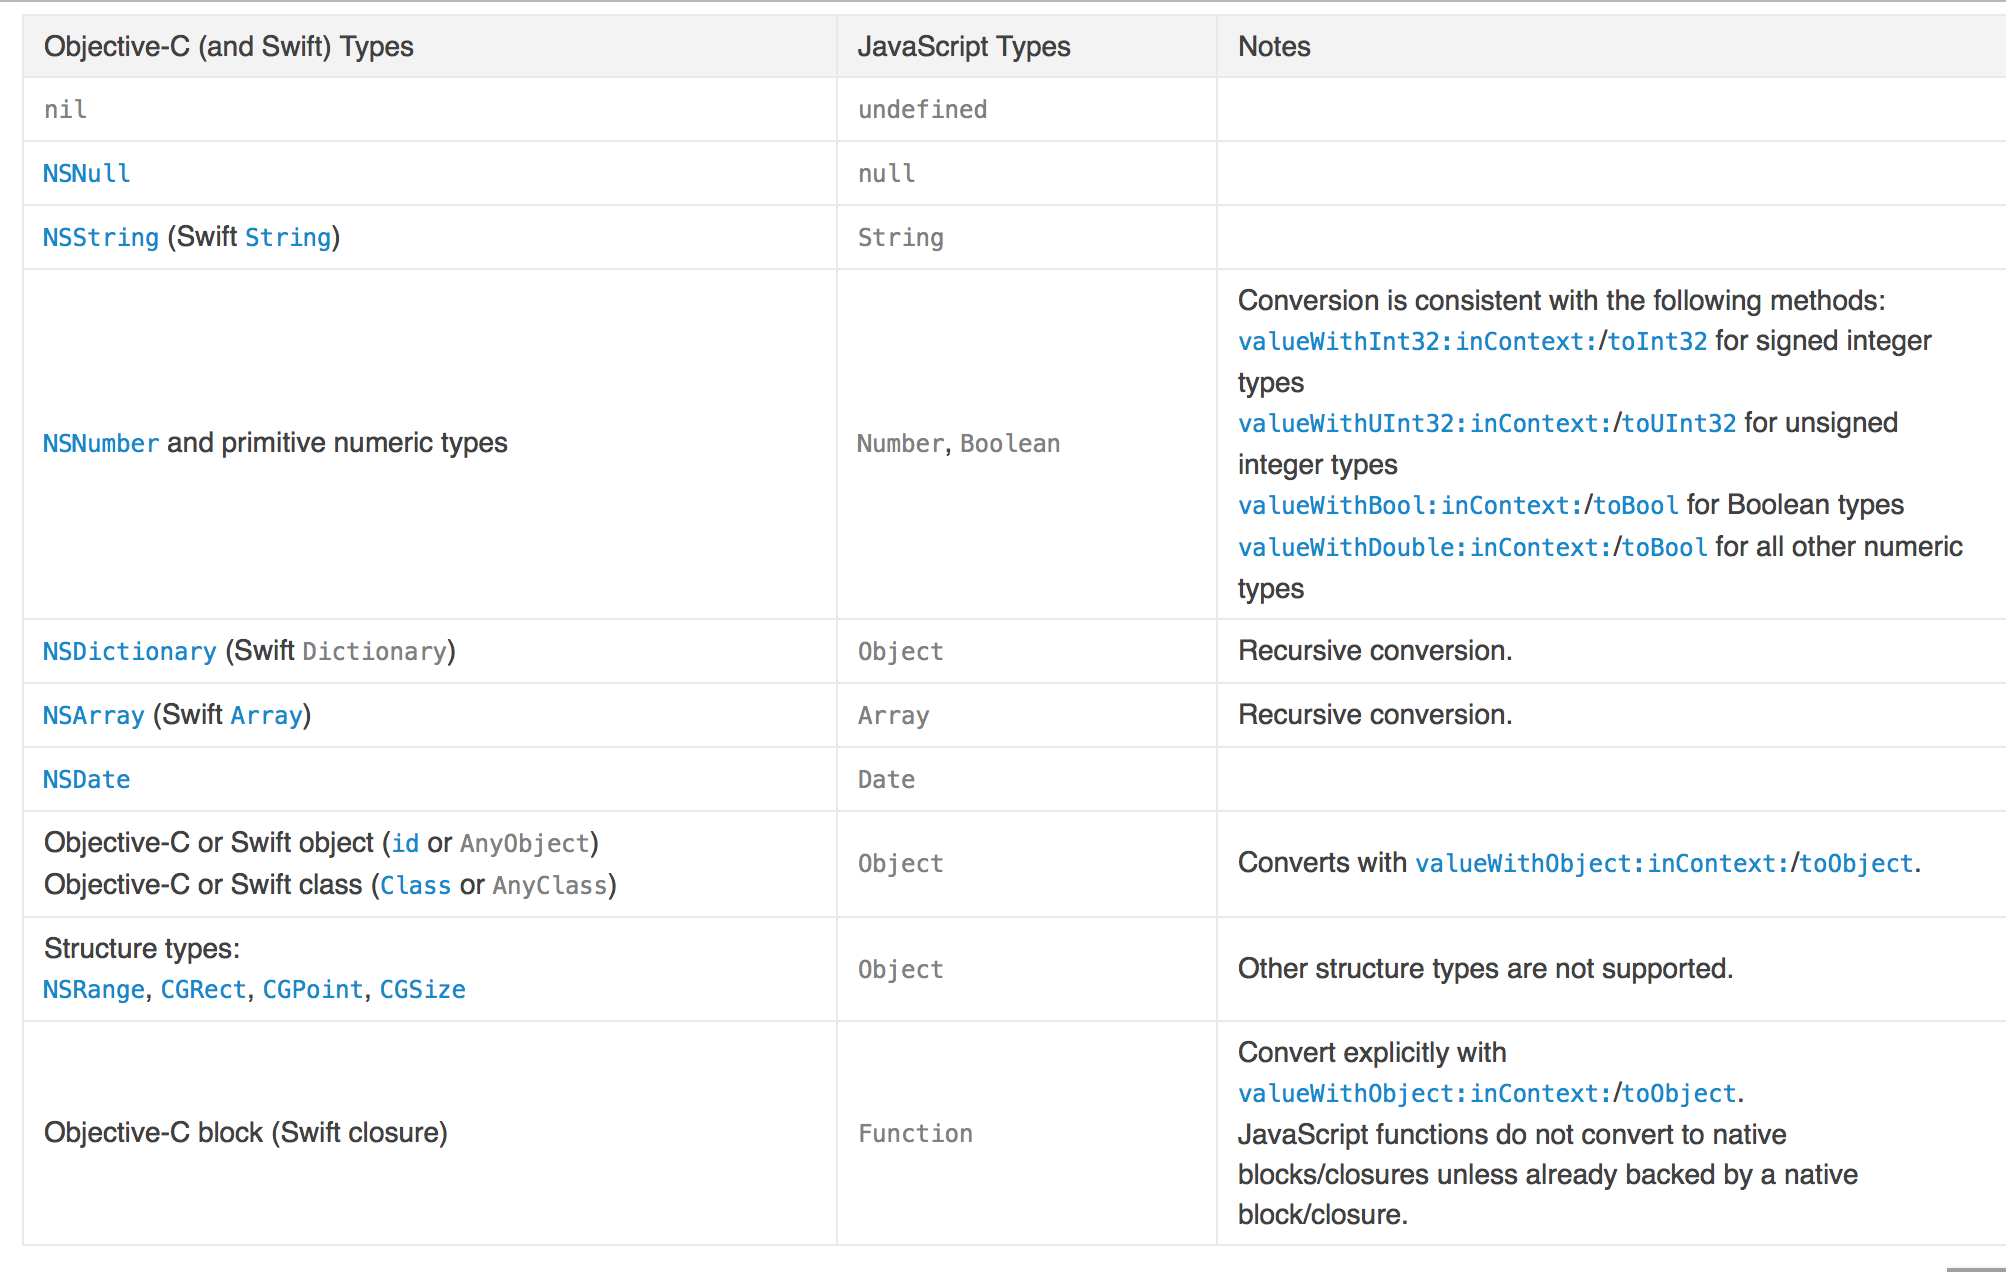 Objective-C (and Swift) Types JavaScript Types Notes
nil undefined
NSNull null
NSString (Swift String) String
NSNumber and primitive numeric types Number, Boolean
Conversion is consistent with the following methods:
valueWithInt32:inContext:/toInt32 for signed integer
types
valueWithUInt32:inContext:/toUInt32 for unsigned
integer types
valueWithBool:inContext:/toBool for Boolean types
valueWithDouble:inContext:/toBool for all other numeric
types
NSDictionary (Swift Dictionary) Object Recursive conversion.
NSArray (Swift Array) Array Recursive conversion.
NSDate Date
Objective-C or Swift object (id or AnyObject)
Objective-C or Swift class (Class or AnyClass)
Object Converts with valueWithObject:inContext:/toObject.
Structure types:
NSRange, CGRect, CGPoint, CGSize
Object Other structure types are not supported.
Objective-C block (Swift closure) Function
Convert explicitly with
valueWithObject:inContext:/toObject.
JavaScript functions do not convert to native
blocks/closures unless already backed by a native
block/closure.